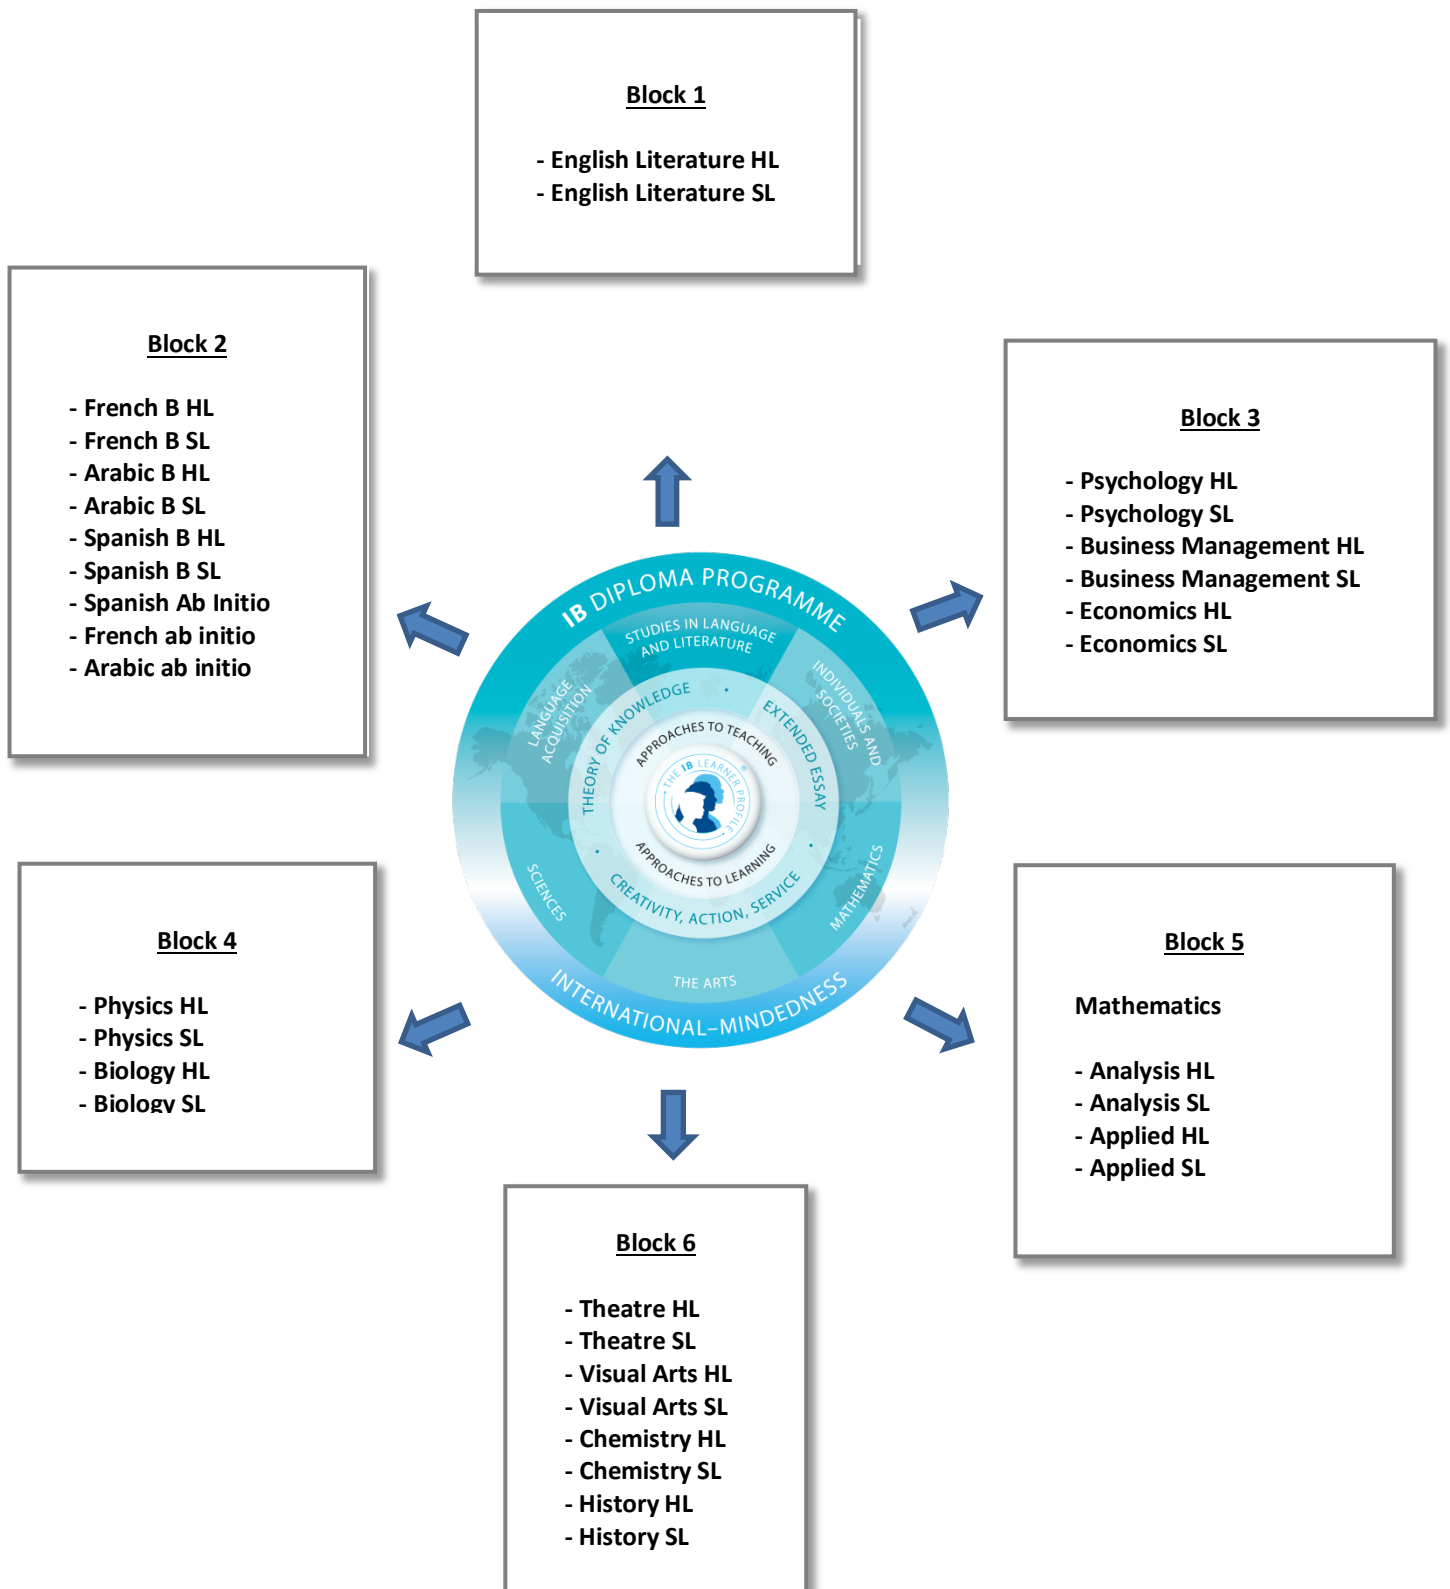 Block 1
- English Literature HL
- English Literature SL
Block 2
- French B HL
- French B SL
- Arabic B HL
- Arabic B SL
- Spanish B HL
- Spanish B SL
- Spanish Ab Initio
- French ab initio
- Arabic ab initio
Block 3
- Psychology HL
- Psychology SL
- Business Management HL
- Business Management SL
- Economics HL
- Economics SL
IB DIPLOMA PROGRAMME
STUDIES IN LANGUAGE
AND LITERATURE
LANGUAGE
ACQUISITION
INDIVIDUALS AND
SOCIETIES
THEORY OF KNOWLEDGE
EXTENDED ESSAY
APPROACHES TO TEACHING
• THE IB LEARNER PROFILE •
®
APPROACHES TO LEARNING
CREATIVITY, ACTION, SERVICE
SCIENCES
MATHEMATICS
THE ARTS
INTERNATIONAL–MINDEDNESS
Block 4
- Physics HL
- Physics SL
- Biology HL
- Biology SL
Block 5
Mathematics
- Analysis HL
- Analysis SL
- Applied HL
- Applied SL
Block 6
- Theatre HL
- Theatre SL
- Visual Arts HL
- Visual Arts SL
- Chemistry HL
- Chemistry SL
- History HL
- History SL